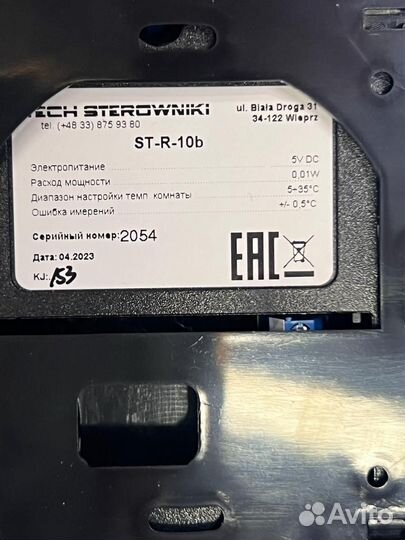 TECH STEROWNIKI
tel. (+48 33) 875 93 80
ul. Biała Droga 31
34-122 Wieprz
ST-R-10b
Электропитание 5V DC
Расход мощности 0,01W
Диапазон настройки темп. комнаты 5÷35°C
Ошибка имерений +/- 0,5°C
Серийный номер: 2054
Дата: 04.2023
KJ: 153
EAC
Avito